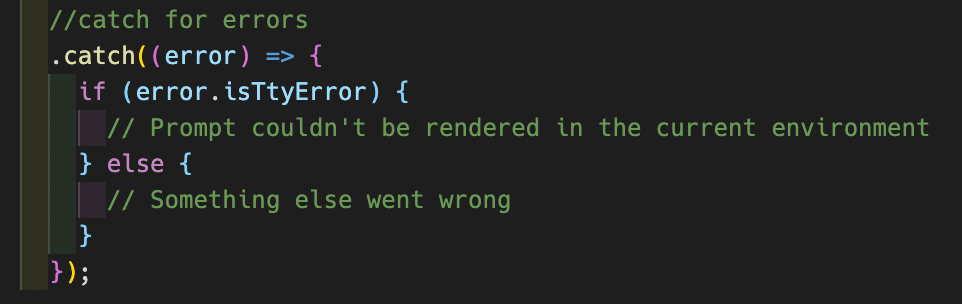 //catch for errors
.catch((error) => {
if (error.isTtyError) {
// Prompt couldn't be rendered in the current environment
} else {
// Something else went wrong
}
});